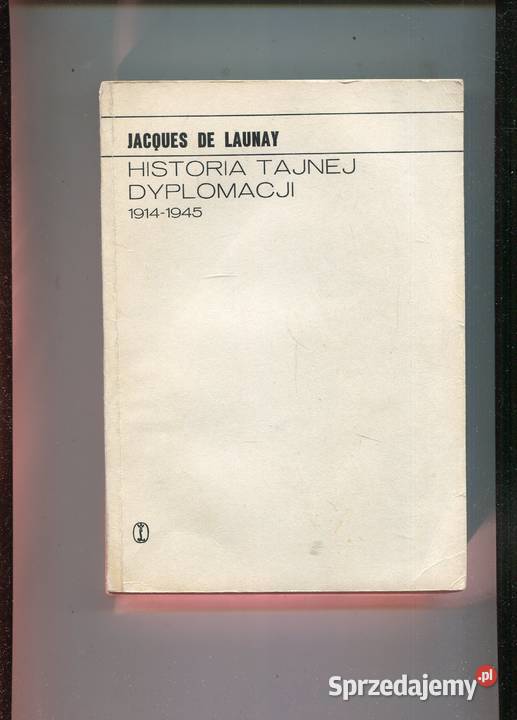 JACQUES DE LAUNAY
HISTORIA TAJNEJ
DYPLOMACJI
1914-1945
Sprzedajemy.pl